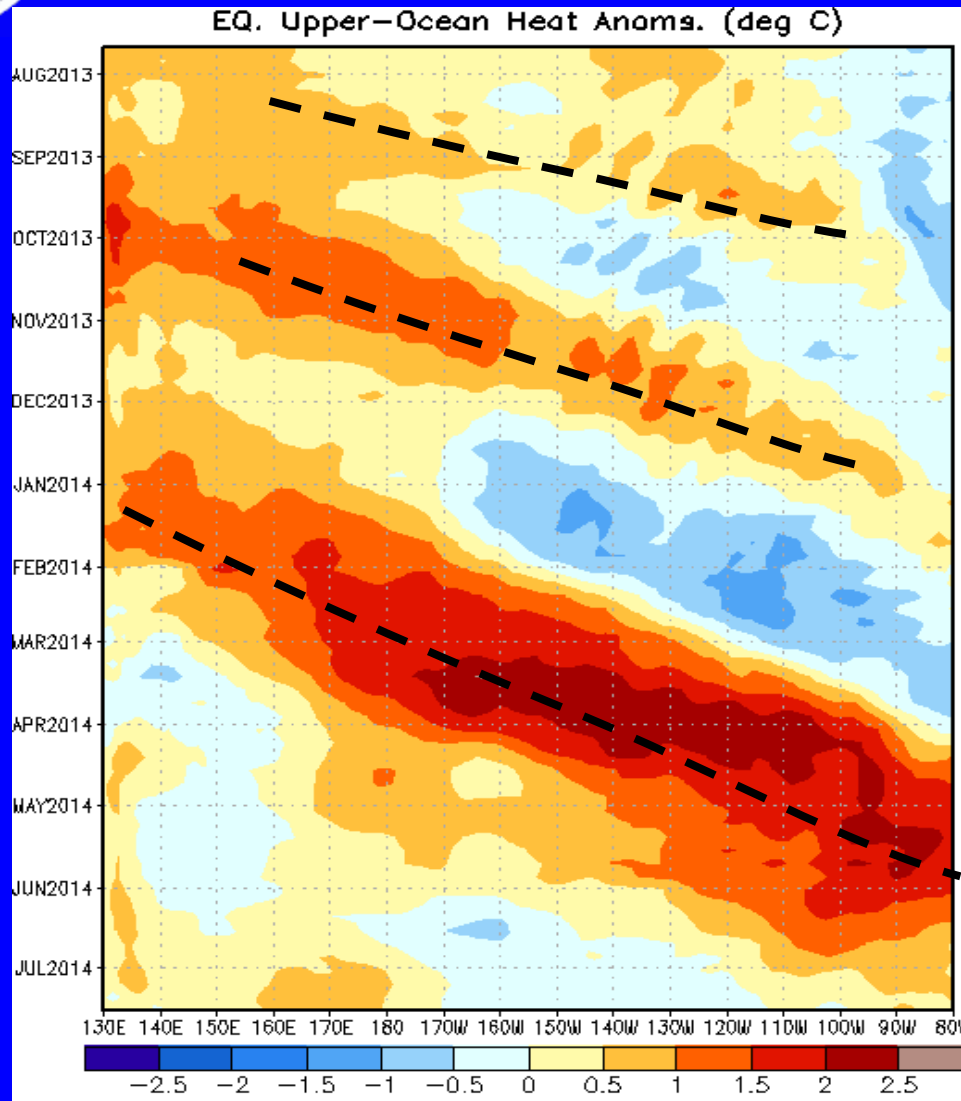 EQ. Upper-Ocean Heat Anoms. (deg C)
AUG2013
SEP2013
OCT2013
NOV2013
DEC2013
JAN2014
FEB2014
MAR2014
APR2014
MAY2014
JUN2014
JUL2014
130E 140E 150E 160E 170E 180 170W 160W 150W 140W 130W 120W 110W 100W 90W 80W
-2.5 -2 -1.5 -1 -0.5 0 0.5 1 1.5 2 2.5